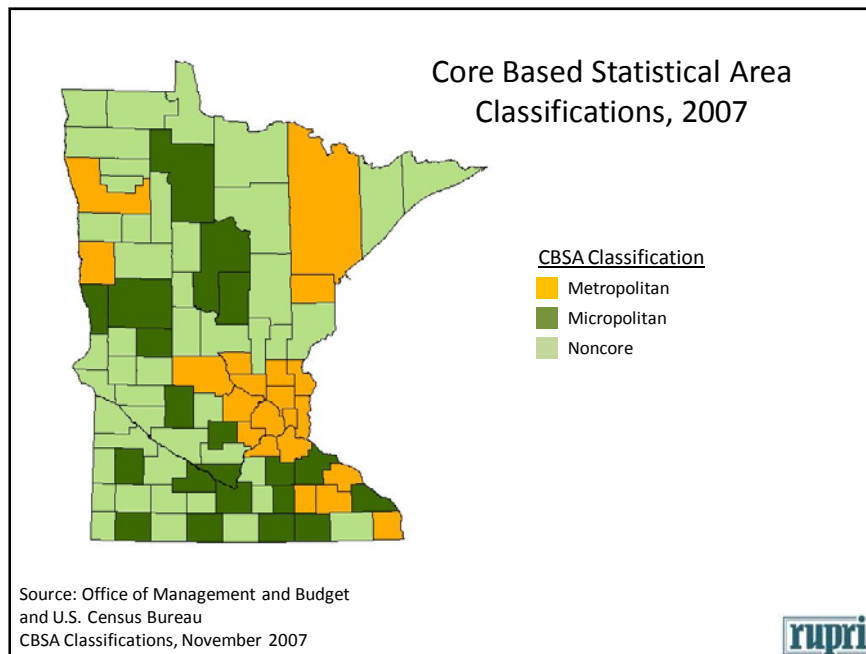 Core Based Statistical Area
Classifications, 2007
CBSA Classification
Metropolitan
Micropolitan
Noncore
Source: Office of Management and Budget
and U.S. Census Bureau
CBSA Classifications, November 2007
rupri